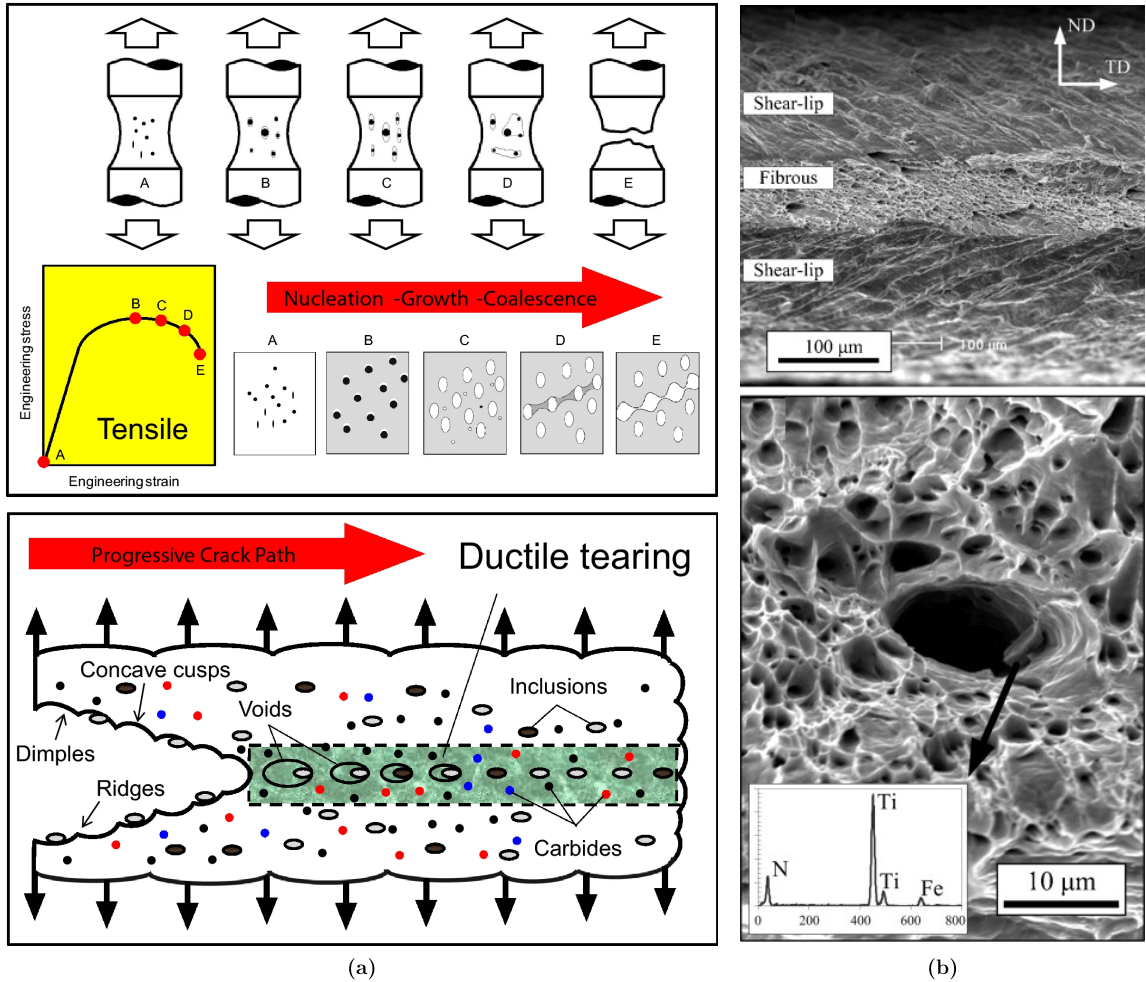 A
B
C
D
E
Nucleation -Growth -Coalescence
Engineering stress
B
C
D
E
A
Tensile
Engineering strain
A
B
C
D
E
Progressive Crack Path
Ductile tearing
Concave cusps
Inclusions
Voids
Dimples
Ridges
Carbides
(a)
ND
TD
Shear-lip
Fibrous
Shear-lip
100 μm
100 μm
Ti
N
Ti
Fe
0
200
400
600
800
10 μm
(b)